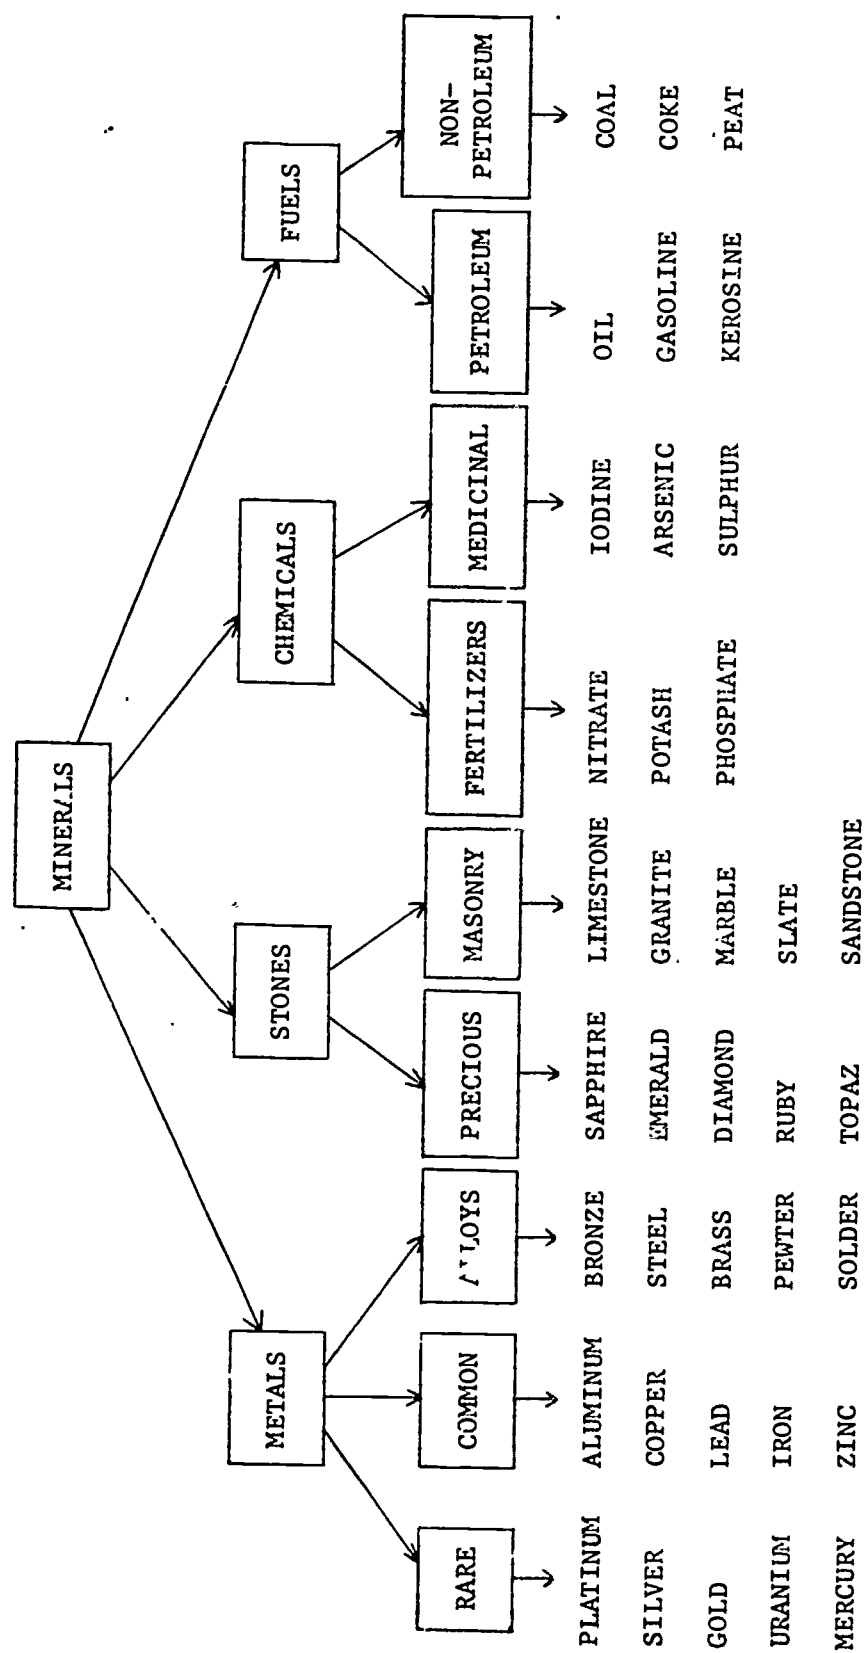 MINERALS
METALS
STONES
CHEMICALS
FUELS
RARE
COMMON
ALLOYS
PRECIOUS
MASONRY
FERTILIZERS
MEDICINAL
PETROLEUM
NON-
PETROLEUM
PLATINUM ALUMINUM BRONZE SAPPHIRE LIMESTONE NITRATE IODINE OIL COAL
SILVER COPPER STEEL EMERALD GRANITE POTASH ARSENIC GASOLINE COKE
GOLD LEAD BRASS DIAMOND MARBLE PHOSPHATE SULPHUR KEROSINE PEAT
URANIUM IRON PEWTER RUBY SLATE
MERCURY ZINC SOLDER TOPAZ SANDSTONE